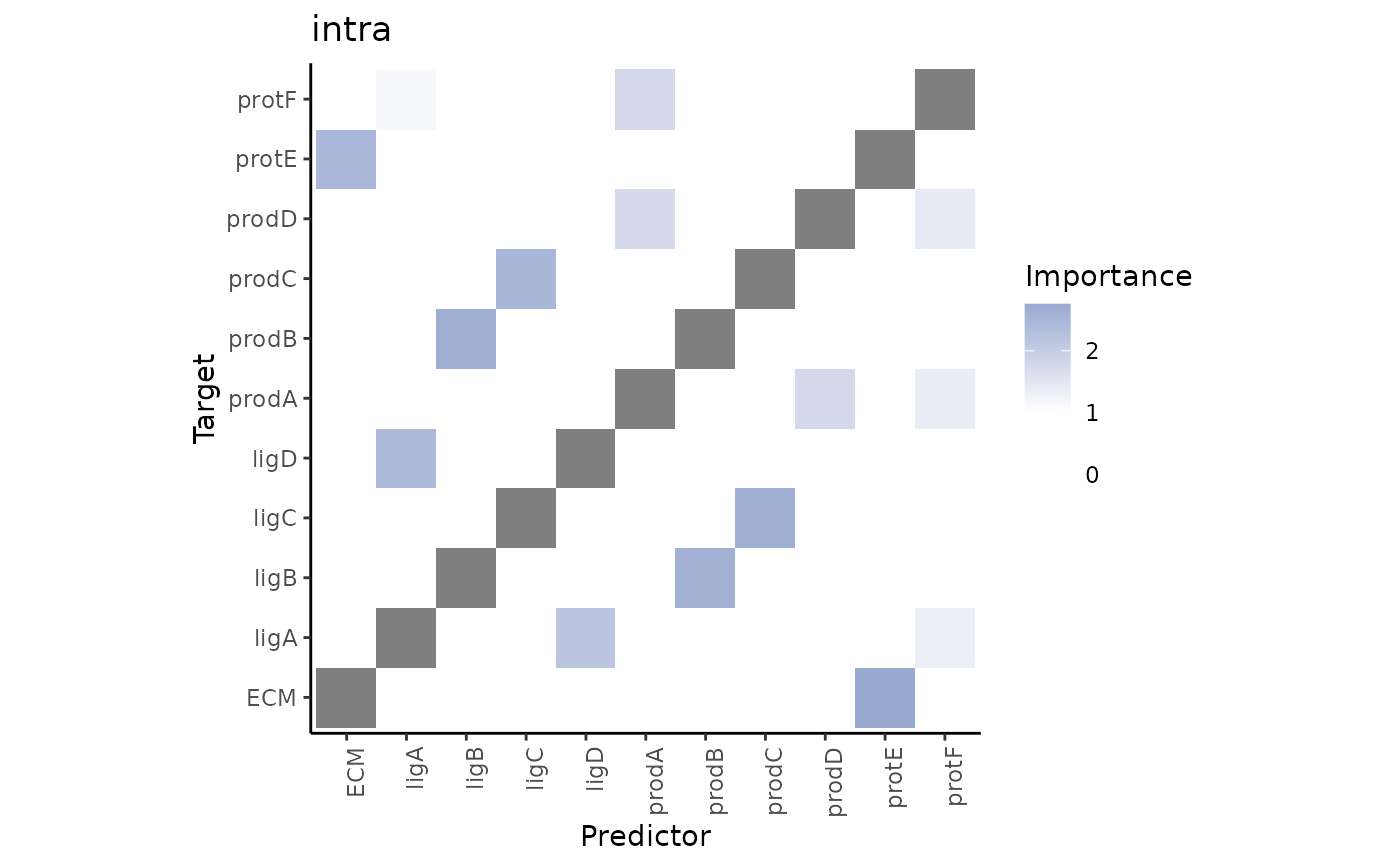 intra
protF
protE
prodD
prodC
prodB
prodA
ligD
ligC
ligB
ligA
ECM
Target
ECM
ligA
ligB
ligC
ligD
prodA
prodB
prodC
prodD
protE
protF
Predictor
Importance
2
1
0